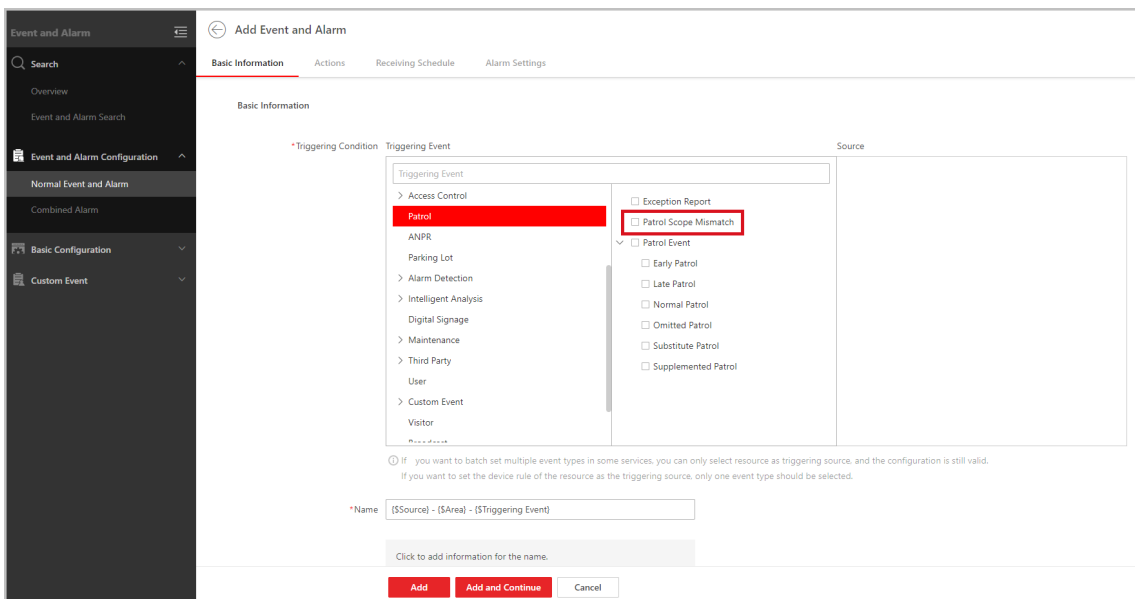 Event and Alarm
Search
Overview
Event and Alarm Search
Event and Alarm Configuration
Normal Event and Alarm
Combined Alarm
Basic Configuration
Custom Event
Add Event and Alarm
Basic Information
Actions
Receiving Schedule
Alarm Settings
Basic Information
*Triggering Condition
Triggering Event
Source
Triggering Event
Access Control
Patrol
ANPR
Parking Lot
Alarm Detection
Intelligent Analysis
Digital Signage
Maintenance
Third Party
User
Custom Event
Visitor
Exception Report
Patrol Scope Mismatch
Patrol Event
Early Patrol
Late Patrol
Normal Patrol
Omitted Patrol
Substitute Patrol
Supplemented Patrol
If you want to batch set multiple event types in some services, you can only select resource as triggering source, and the configuration is still valid.
If you want to set the device rule of the resource as the triggering source, only one event type should be selected.
*Name
{$Source} - {$Area} - {$Triggering Event}
Click to add information for the name.
Add
Add and Continue
Cancel